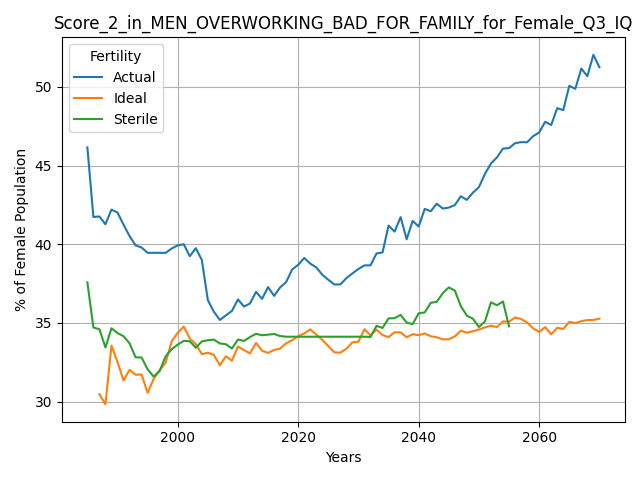 Score_2_in_MEN_OVERWORKING_BAD_FOR_FAMILY_for_Female_Q3_IQ
Fertility
Actual
Ideal
Sterile
% of Female Population
50
45
40
35
30
2000 2020 2040 2060
Years